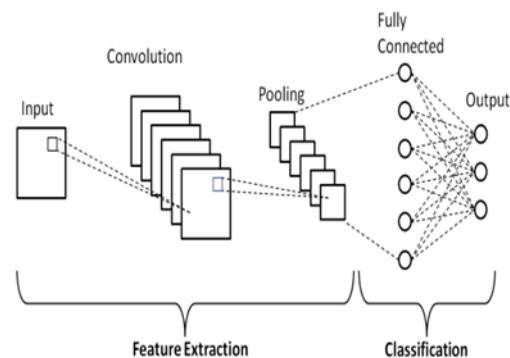 Input
Convolution
Pooling
Fully
Connected
Output
Feature Extraction
Classification